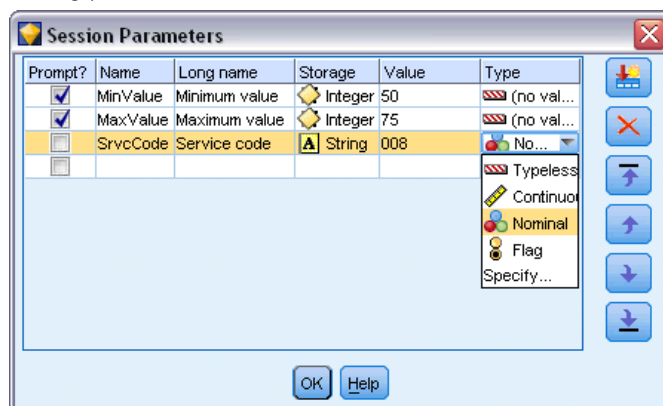 Session Parameters
Prompt? Name Long name Storage Value Type
MinValue Minimum value Integer 50 (no val...
MaxValue Maximum value Integer 75 (no val...
SrvcCode Service code A String 008 No...
Typeless
Continuo
Nominal
Flag
Specify...
OK Help